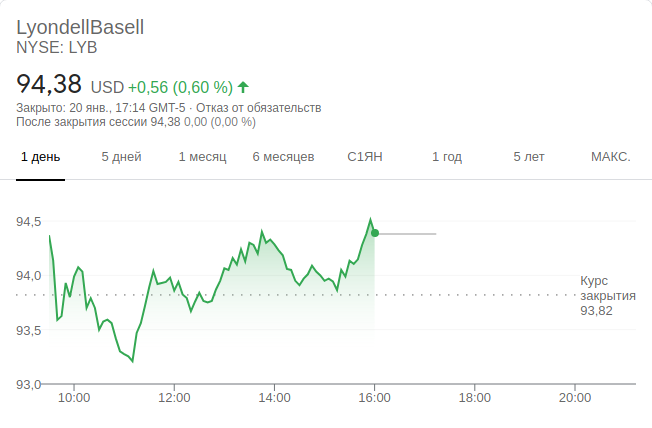 LyondellBasell
NYSE: LYB
94,38 USD +0,56 (0,60 %)
Закрыто: 20 янв., 17:14 GMT-5 · Отказ от обязательств
После закрытия сессии 94,38 0,00 (0,00 %)
1 день 5 дней 1 месяц 6 месяцев С1ЯН 1 год 5 лет МАКС.
94,5
94,0
Курс
закрытия
93,82
93,5
93,0
10:00 12:00 14:00 16:00 18:00 20:00